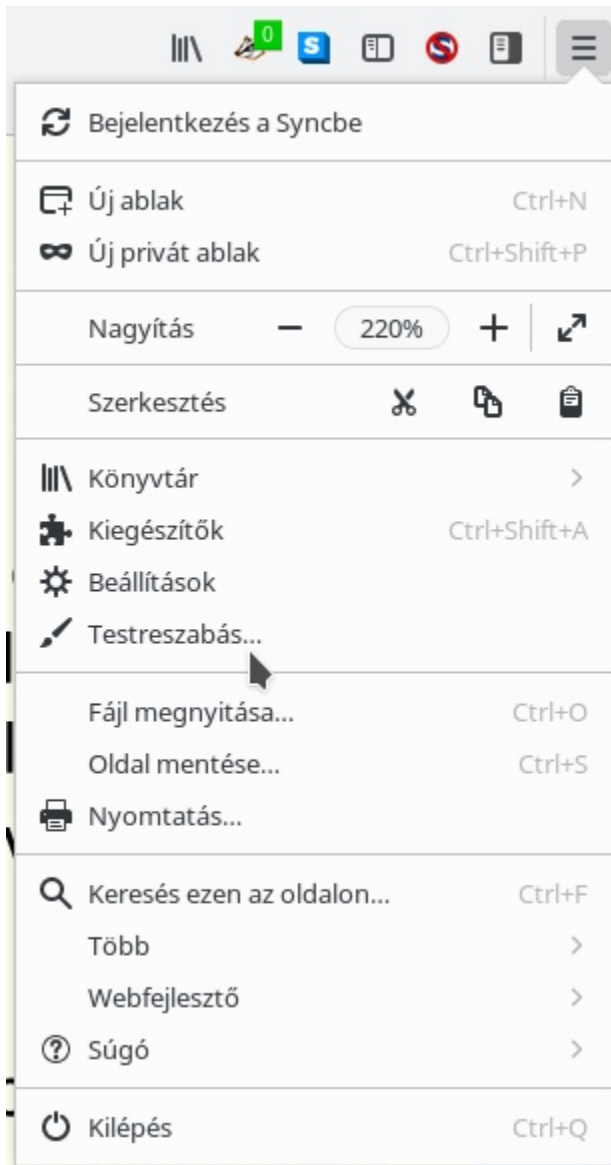 0
S
S
Bejelentkezés a Syncbe
Új ablak Ctrl+N
Új privát ablak Ctrl+Shift+P
Nagyítás 220%
Szerkesztés
Könyvtár
Kiegészítők Ctrl+Shift+A
Beállítások
Testreszabás...
Fájl megnyitása... Ctrl+O
Oldal mentése... Ctrl+S
Nyomtatás...
Keresés ezen az oldalon... Ctrl+F
Több
Webfejlesztő
Súgó
Kilépés Ctrl+Q